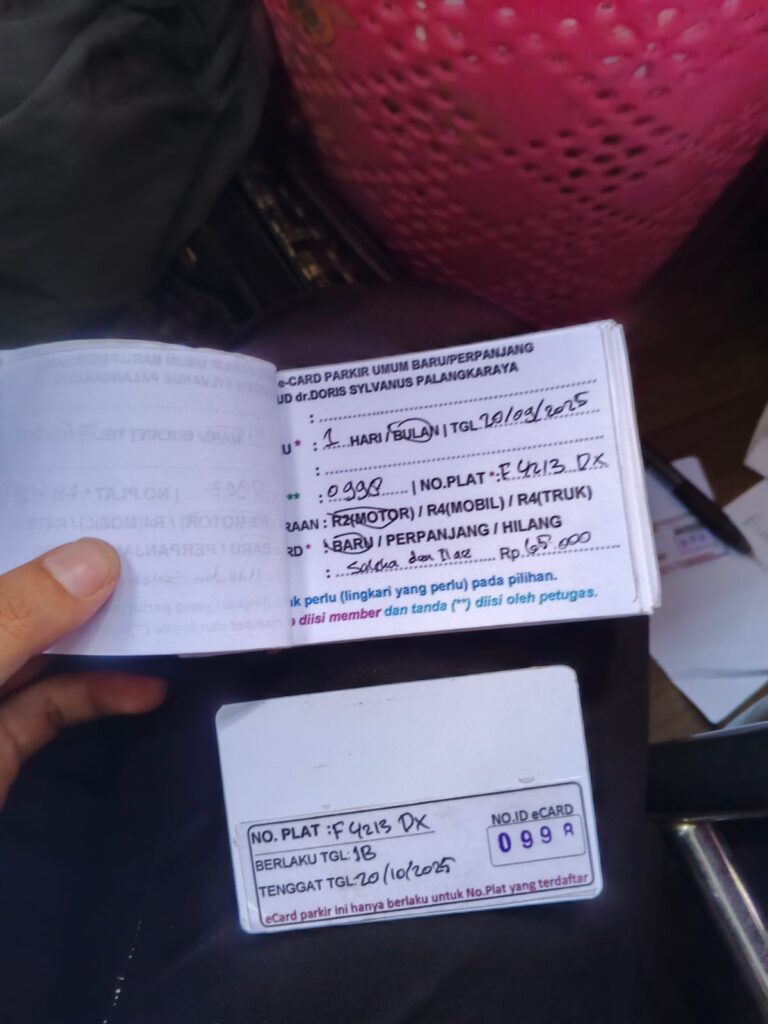 e-CARD PARKIR UMUM BARU/PERPANJANG
UD dr.DORIS SYLVANUS PALANGKARAYA
:
U* : 1 HARI / BULAN | TGL 20/09/2025
:
** : 0998 | NO.PLAT *: F 4213 DX
RAAN : R2(MOTOR) / R4(MOBIL) / R4(TRUK)
RD* : BARU / PERPANJANG / HILANG
: Rp. 65.000
k perlu (lingkari yang perlu) pada pilihan.
diisi member dan tanda (**) diisi oleh petugas.
NO. PLAT : F 4213 DX
BERLAKU TGL: 1B
TENGGAT TGL: 20/10/2025
NO.ID eCARD
0998
eCard parkir ini hanya berlaku untuk No.Plat yang terdaftar